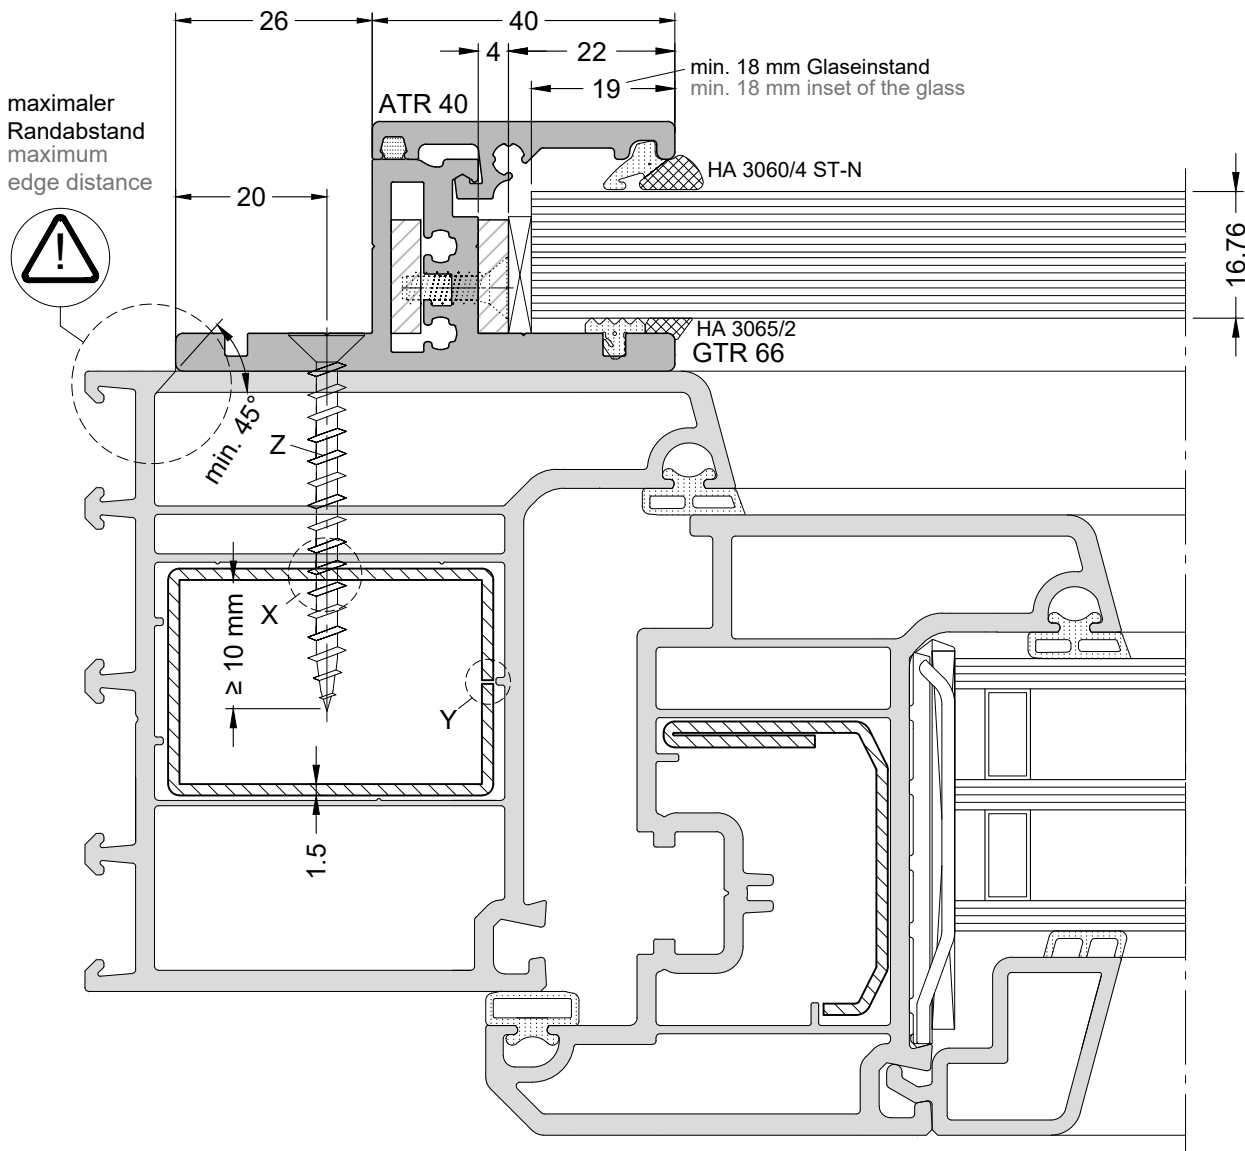 26
40
4
22
19
min. 18 mm Glaseinstand
min. 18 mm inset of the glass
maximaler
Randabstand
maximum
edge distance
ATR 40
HA 3060/4 ST-N
20
!
16.76
HA 3065/2
GTR 66
min. 45°
Z
X
≥ 10 mm
Y
1.5